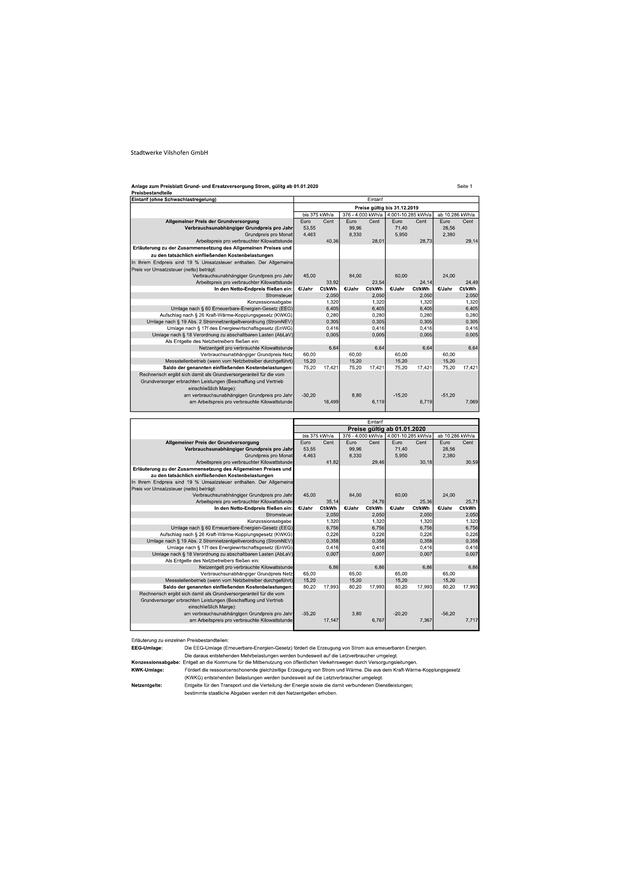 Stadtwerke Vilshofen GmbH
Anlage zum Preisblatt Grund- und Ersatzversorgung Strom, gültig ab 01.01.2020 Seite 1
Preisbestandteile
Eintarif (ohne Schwachlastregelung) Eintarif
Preise gültig bis 31.12.2019
bis 375 kWh/a 376 - 4.000 kWh/a 4.001-10.285 kWh/a ab 10.286 kWh/a
Allgemeiner Preis der Grundversorgung Euro Cent Euro Cent Euro Cent Euro Cent
Verbrauchsunabhängiger Grundpreis pro Jahr 53,55 99,96 71,40 28,56
Grundpreis pro Monat 4,463 8,330 5,950 2,380
Arbeitspreis pro verbrauchter Kilowattstunde 40,36 28,01 28,73 29,14
Erläuterung zu der Zusammensetzung des Allgemeinen Preises und
zu den tatsächlich einfließenden Kostenbelastungen
In Ihrem Endpreis sind 19 % Umsatzsteuer enthalten. Der Allgemeine
Preis vor Umsatzsteuer (netto) beträgt:
Verbrauchsunabhängiger Grundpreis pro Jahr 45,00 84,00 60,00 24,00
Arbeitspreis pro verbrauchter Kilowattstunde 33,92 23,54 24,14 24,49
In den Netto-Endpreis fließen ein: €/Jahr Ct/kWh €/Jahr Ct/kWh €/Jahr Ct/kWh €/Jahr Ct/kWh
Stromsteuer 2,050 2,050 2,050 2,050
Konzessionsabgabe 1,320 1,320 1,320 1,320
Umlage nach § 60 Erneuerbare-Energien-Gesetz (EEG) 6,405 6,405 6,405 6,405
Aufschlag nach § 26 Kraft-Wärme-Kopplungsgesetz (KWKG) 0,280 0,280 0,280 0,280
Umlage nach § 19 Abs. 2 Stromnetzentgeltverordnung (StromNEV) 0,305 0,305 0,305 0,305
Umlage nach § 17f des Energiewirtschaftsgesetz (EnWG) 0,416 0,416 0,416 0,416
Umlage nach § 18 Verordnung zu abschaltbaren Lasten (AbLaV) 0,005 0,005 0,005 0,005
Als Entgelte des Netzbetreibers fließen ein:
Netzentgelt pro verbrauchte Kilowattstunde 6,64 6,64 6,64 6,64
Verbrauchsunabhängiger Grundpreis Netz 60,00 60,00 60,00 60,00
Messstellenbetrieb (wenn vom Netzbetreiber durchgeführt) 15,20 15,20 15,20 15,20
Saldo der genannten einfließenden Kostenbelastungen: 75,20 17,421 75,20 17,421 75,20 17,421 75,20 17,421
Rechnerisch ergibt sich damit als Grundversorgeranteil für die vom
Grundversorger erbrachten Leistungen (Beschaffung und Vertrieb
einschließlich Marge):
am verbrauchsunabhängigen Grundpreis pro Jahr -30,20 8,80 -15,20 -51,20
am Arbeitspreis pro verbrauchte Kilowattstunde 16,499 6,119 6,719 7,069
Eintarif
Preise gültig ab 01.01.2020
bis 375 kWh/a 376 - 4.000 kWh/a 4.001-10.285 kWh/a ab 10.286 kWh/a
Allgemeiner Preis der Grundversorgung Euro Cent Euro Cent Euro Cent Euro Cent
Verbrauchsunabhängiger Grundpreis pro Jahr 53,55 99,96 71,40 28,56
Grundpreis pro Monat 4,463 8,330 5,950 2,380
Arbeitspreis pro verbrauchter Kilowattstunde 41,82 29,46 30,18 30,59
Erläuterung zu der Zusammensetzung des Allgemeinen Preises und
zu den tatsächlich einfließenden Kostenbelastungen
In Ihrem Endpreis sind 19 % Umsatzsteuer enthalten. Der Allgemeine
Preis vor Umsatzsteuer (netto) beträgt:
Verbrauchsunabhängiger Grundpreis pro Jahr 45,00 84,00 60,00 24,00
Arbeitspreis pro verbrauchter Kilowattstunde 35,14 24,76 25,36 25,71
In den Netto-Endpreis fließen ein: €/Jahr Ct/kWh €/Jahr Ct/kWh €/Jahr Ct/kWh €/Jahr Ct/kWh
Stromsteuer 2,050 2,050 2,050 2,050
Konzessionsabgabe 1,320 1,320 1,320 1,320
Umlage nach § 60 Erneuerbare-Energien-Gesetz (EEG) 6,756 6,756 6,756 6,756
Aufschlag nach § 26 Kraft-Wärme-Kopplungsgesetz (KWKG) 0,226 0,226 0,226 0,226
Umlage nach § 19 Abs. 2 Stromnetzentgeltverordnung (StromNEV) 0,358 0,358 0,358 0,358
Umlage nach § 17f des Energiewirtschaftsgesetz (EnWG) 0,416 0,416 0,416 0,416
Umlage nach § 18 Verordnung zu abschaltbaren Lasten (AbLaV) 0,007 0,007 0,007 0,007
Als Entgelte des Netzbetreibers fließen ein:
Netzentgelt pro verbrauchte Kilowattstunde 6,86 6,86 6,86 6,86
Verbrauchsunabhängiger Grundpreis Netz 65,00 65,00 65,00 65,00
Messstellenbetrieb (wenn vom Netzbetreiber durchgeführt) 15,20 15,20 15,20 15,20
Saldo der genannten einfließenden Kostenbelastungen: 80,20 17,993 80,20 17,993 80,20 17,993 80,20 17,993
Rechnerisch ergibt sich damit als Grundversorgeranteil für die vom
Grundversorger erbrachten Leistungen (Beschaffung und Vertrieb
einschließlich Marge):
am verbrauchsunabhängigen Grundpreis pro Jahr -35,20 3,80 -20,20 -56,20
am Arbeitspreis pro verbrauchte Kilowattstunde 17,147 6,767 7,367 7,717
Erläuterung zu einzelnen Preisbestandteilen:
EEG-Umlage: Die EEG-Umlage (Erneuerbare-Energien-Gesetz) fördert die Erzeugung von Strom aus erneuerbaren Energien.
Die daraus entstehenden Mehrbelastungen werden bundesweit auf die Letztverbraucher umgelegt.
Konzessionsabgabe: Entgelt an die Kommune für die Mitbenutzung von öffentlichen Verkehrswegen durch Versorgungsleitungen.
KWK-Umlage: Fördert die ressourcenschonende gleichzeitige Erzeugung von Strom und Wärme. Die aus dem Kraft-Wärme-Kopplungsgesetz
(KWKG) entstehenden Belastungen werden bundesweit auf die Letztverbraucher umgelegt.
Netzentgelte: Entgelte für den Transport und die Verteilung der Energie sowie die damit verbundenen Dienstleistungen;
bestimmte staatliche Abgaben werden mit den Netzentgelten erhoben.